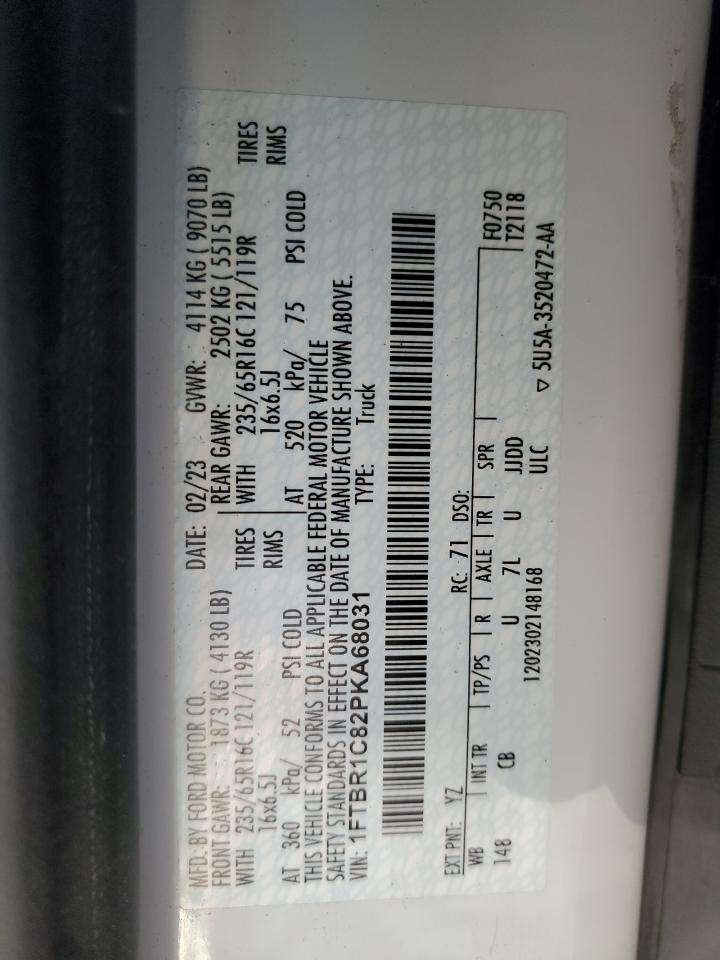 MFD. BY FORD MOTOR CO. DATE: 02/23 GVWR: 4114 KG ( 9070 LB)
FRONT GAWR: 1873 KG ( 4130 LB) REAR GAWR: 2502 KG ( 5515 LB)
WITH 235/65R16C 121/119R TIRES WITH 235/65R16C 121/119R TIRES
16x6.5J RIMS 16x6.5J RIMS
AT 360 kPa/ 52 PSI COLD AT 520 kPa/ 75 PSI COLD
THIS VEHICLE CONFORMS TO ALL APPLICABLE FEDERAL MOTOR VEHICLE
SAFETY STANDARDS IN EFFECT ON THE DATE OF MANUFACTURE SHOWN ABOVE.
VIN: 1FTBR1C82PKA68031 TYPE: Truck
EXT PNT: YZ RC: 71 DSO:
WB INT TR TP/PS R AXLE TR SPR F0750
148 CB U 7L U JJDD T2118
1202302148168 ULC ▽ 5U5A-3520472-AA